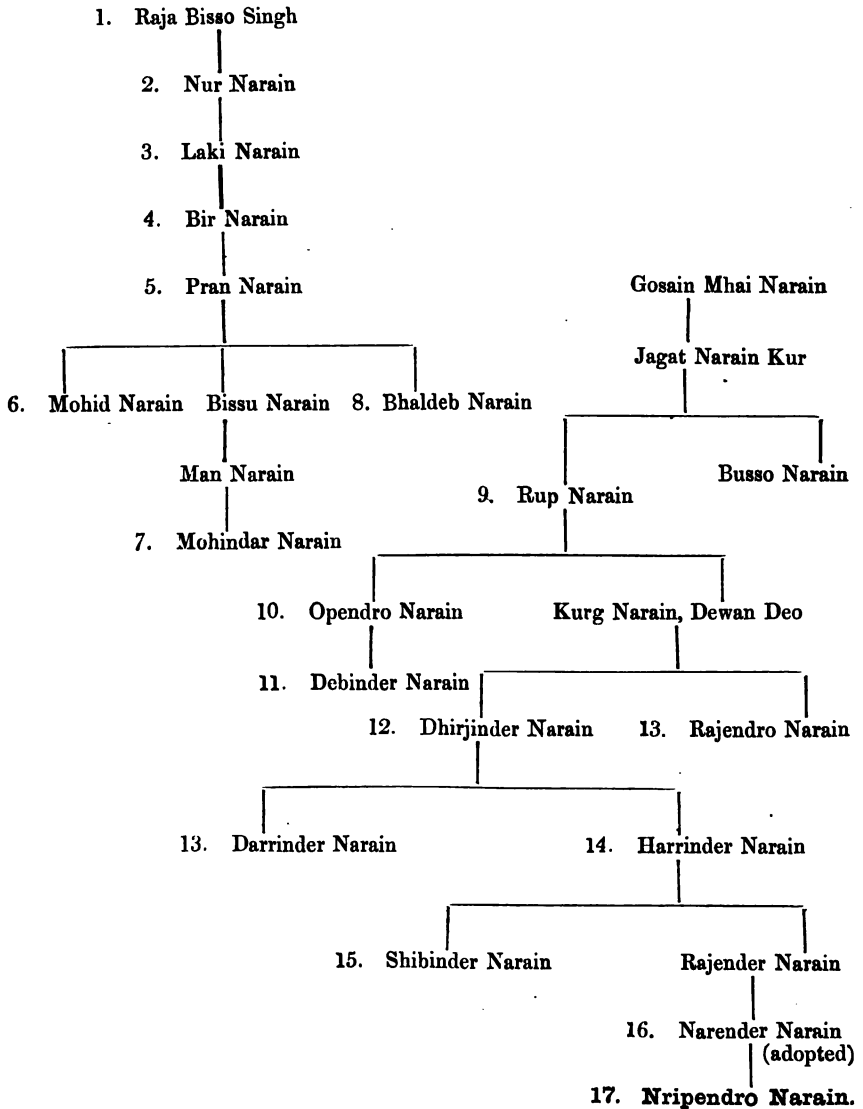 1. Raja Bisso Singh
2. Nur Narain
3. Laki Narain
4. Bir Narain
5. Pran Narain
Gosain Mhai Narain
Jagat Narain Kur
6. Mohid Narain Bissu Narain 8. Bhaldeb Narain
Man Narain
Busso Narain
9. Rup Narain
7. Mohindar Narain
10. Opendro Narain Kurg Narain, Dewan Deo
11. Debinder Narain
12. Dhirjinder Narain 13. Rajendro Narain
13. Darrinder Narain 14. Harrinder Narain
15. Shibinder Narain Rajender Narain
16. Narender Narain
(adopted)
17. Nripendro Narain.